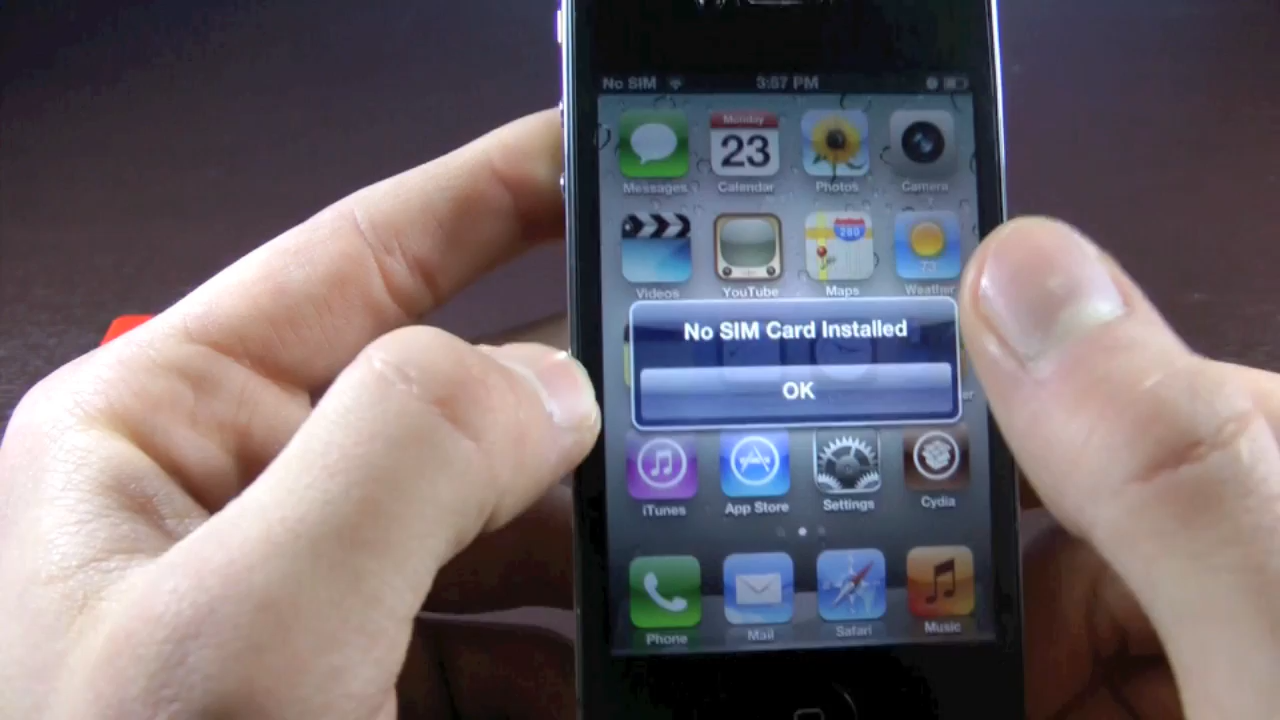 No SIM 3:57 PM
Monday
23
Messages Calendar Photos Camera
280
73
Videos YouTube Maps Weather
No SIM Card Installed
OK
iTunes App Store Settings Cydia
Phone Mail Safari Music